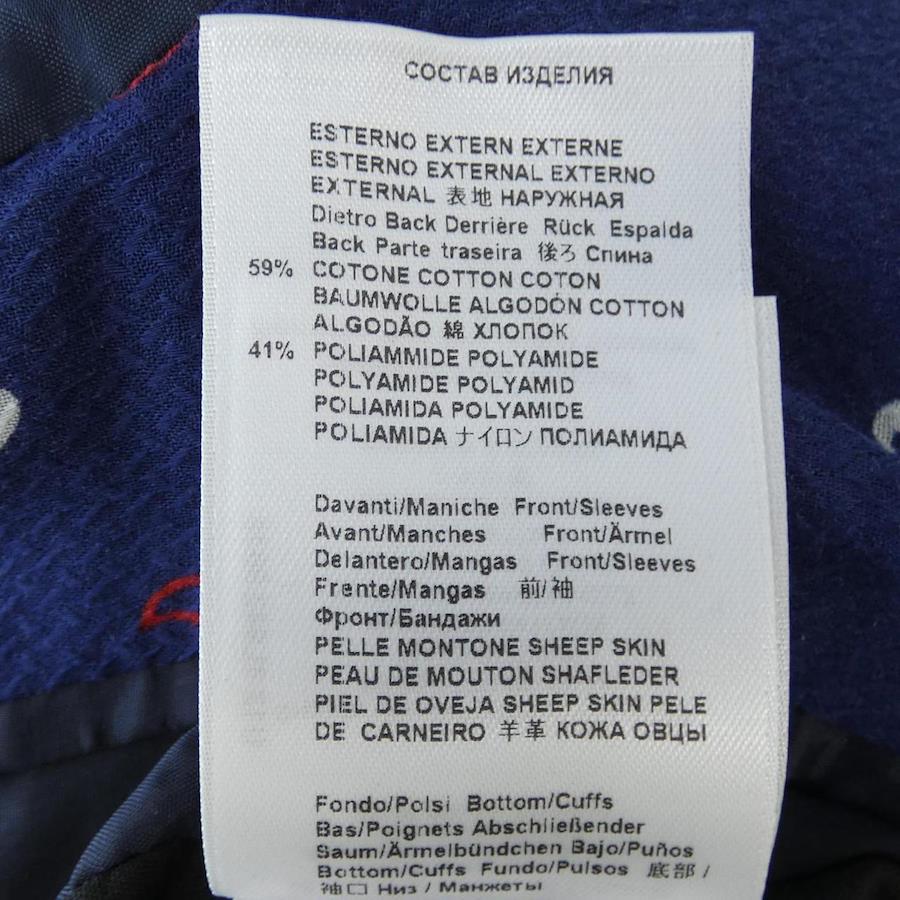 СОСТАВ ИЗДЕЛИЯ
ESTERNO EXTERN EXTERNE
ESTERNO EXTERNAL EXTERNO
EXTERNAL 表地 НАРУЖНАЯ
Dietro Back Derrière Rück Espalda
Back Parte traseira 後ろ Спина
59% COTONE COTTON COTON
BAUMWOLLE ALGODÓN COTTON
ALGODÃO 綿 ХЛОПОК
41% POLIAMMIDE POLYAMIDE
POLYAMIDE POLYAMID
POLIAMIDA POLYAMIDE
POLIAMIDA ナイロン ПОЛИАМИДА
Davanti/Maniche Front/Sleeves
Avant/Manches Front/Ärmel
Delantero/Mangas Front/Sleeves
Frente/Mangas 前/袖
Фронт/Бандажи
PELLE MONTONE SHEEP SKIN
PEAU DE MOUTON SHAFLEDER
PIEL DE OVEJA SHEEP SKIN PELE
DE CARNEIRO 羊革 КОЖА ОВЦЫ
Fondo/Polsi Bottom/Cuffs
Bas/Poignets Abschließender
Saum/Ärmelbündchen Bajo/Puños
Bottom/Cuffs Fundo/Pulsos 底部/
袖口 Низ / Манжеты